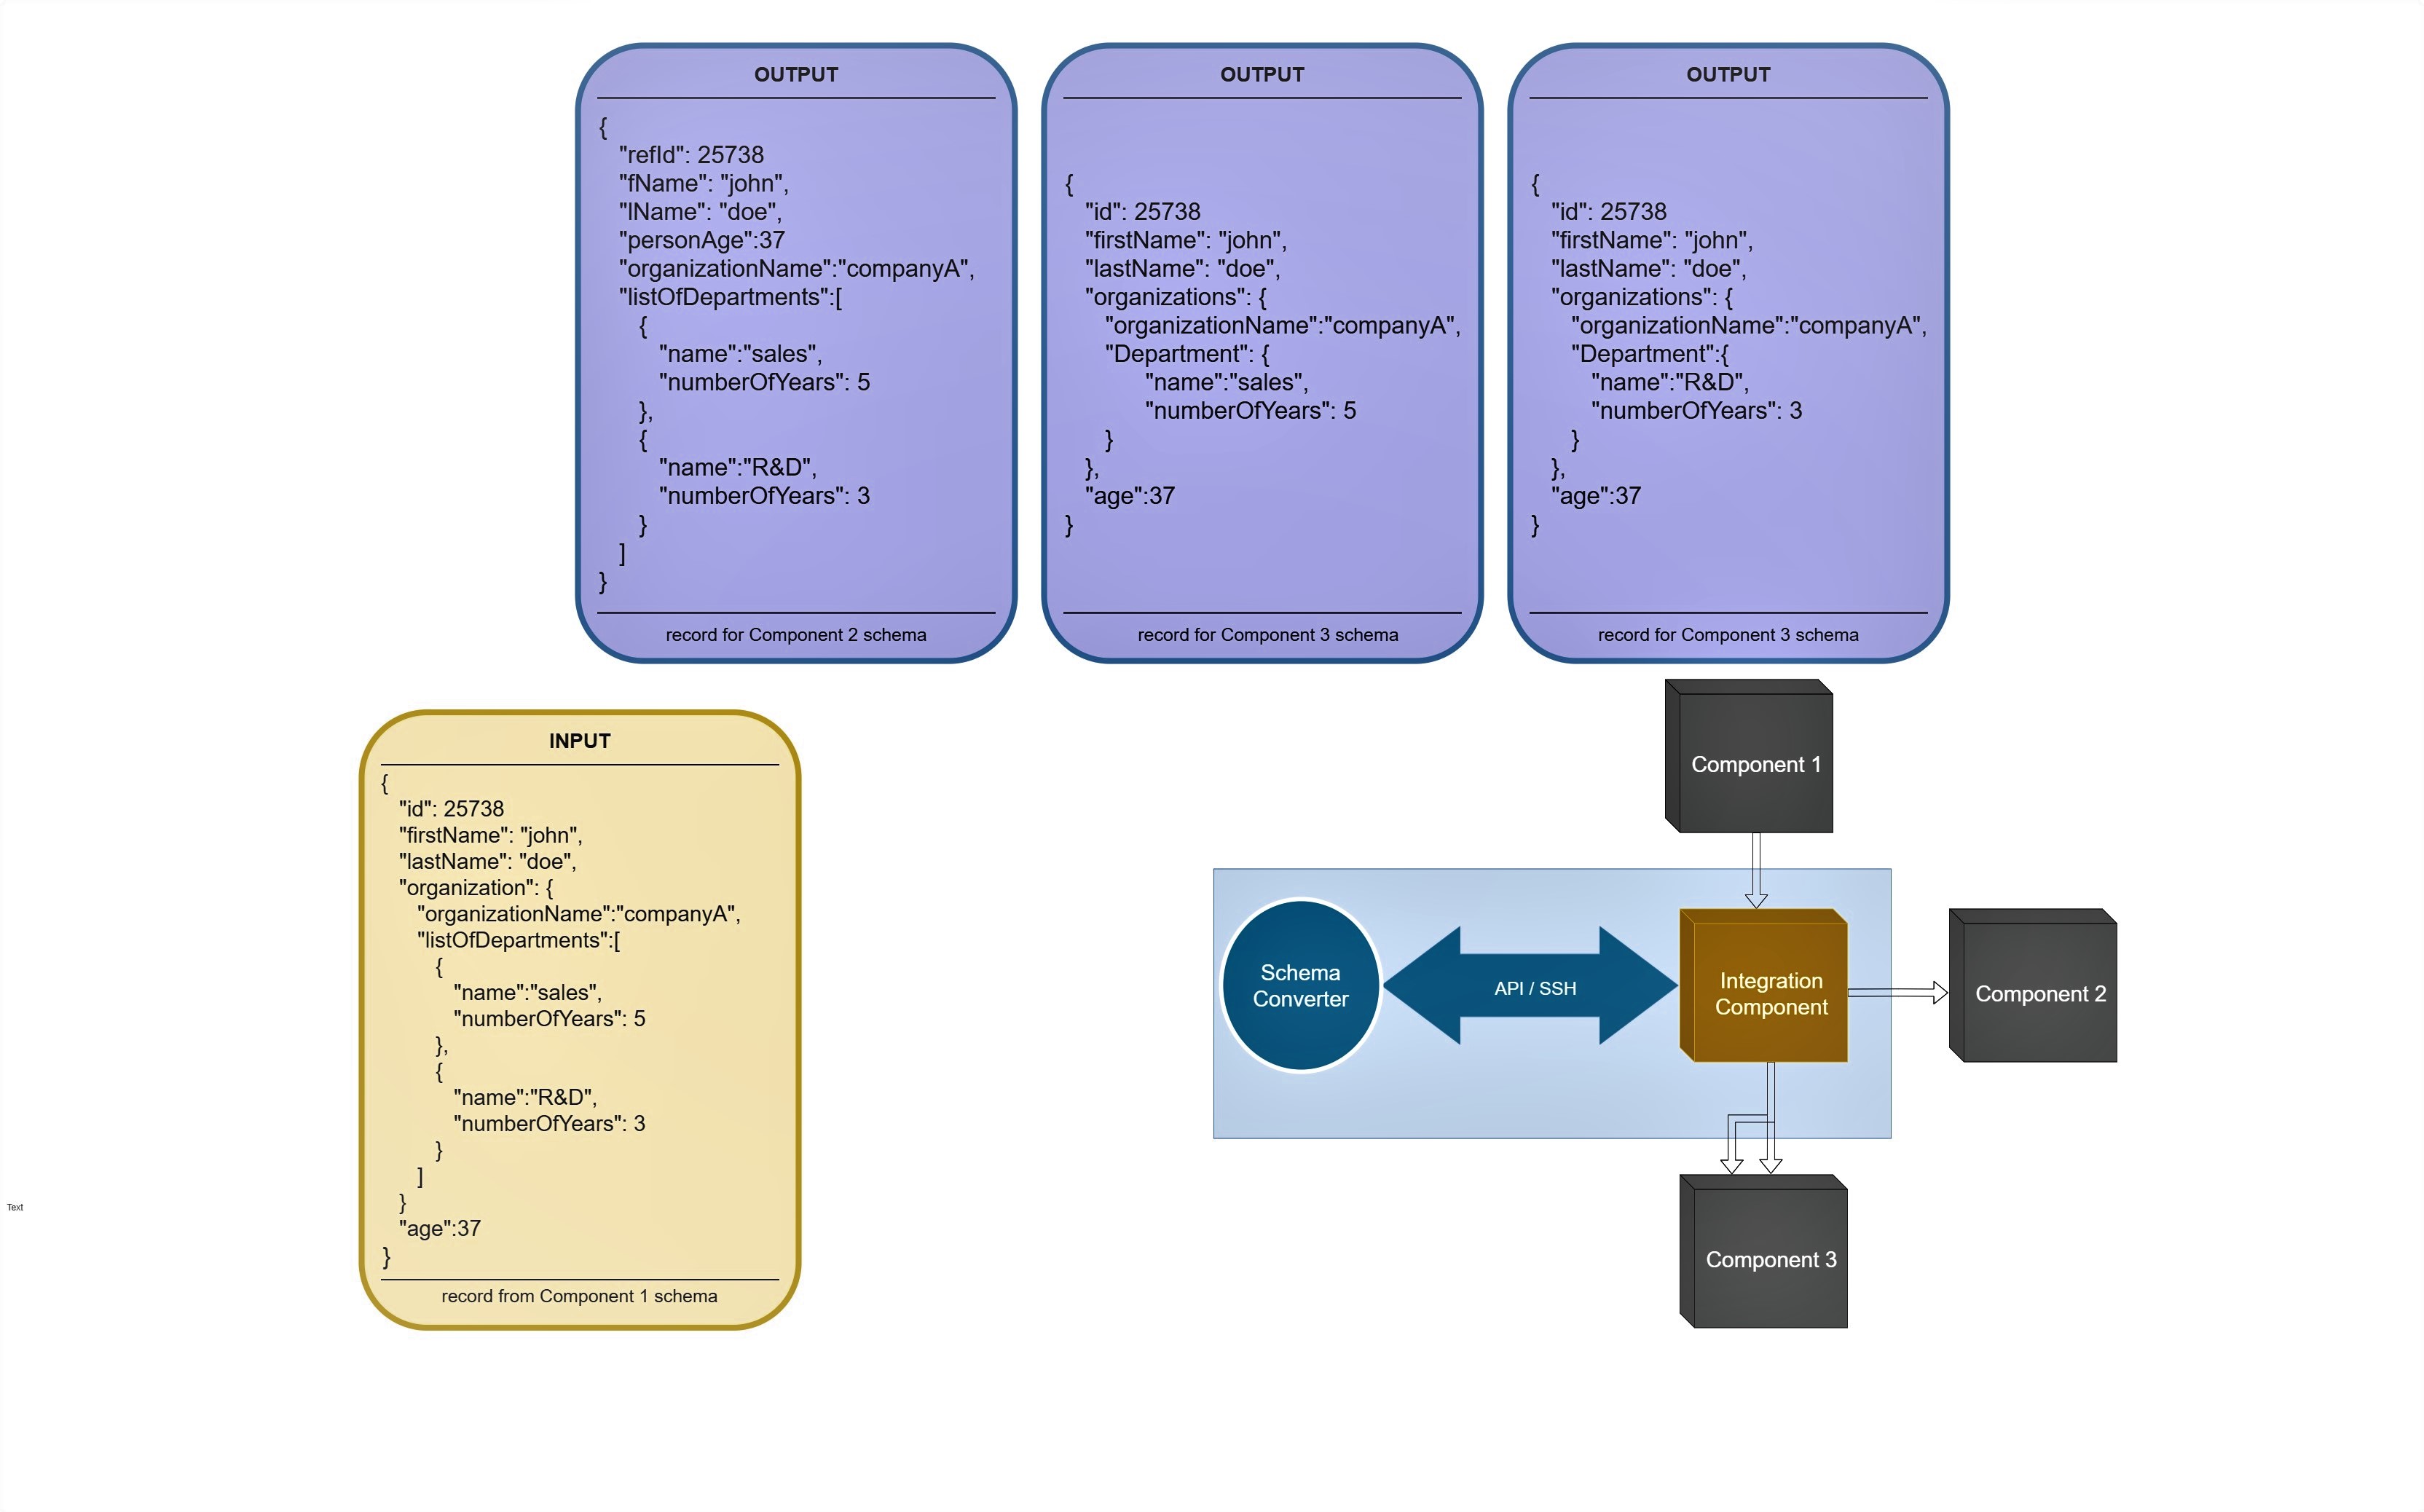 OUTPUT
{
"refId": 25738
"fName": "john",
"lName": "doe",
"personAge":37
"organizationName":"companyA",
"listOfDepartments":[
{
"name":"sales",
"numberOfYears": 5
},
{
"name":"R&D",
"numberOfYears": 3
}
]
}
record for Component 2 schema
OUTPUT
{
"id": 25738
"firstName": "john",
"lastName": "doe",
"organizations": {
"organizationName":"companyA",
"Department": {
"name":"sales",
"numberOfYears": 5
}
},
"age":37
}
record for Component 3 schema
OUTPUT
{
"id": 25738
"firstName": "john",
"lastName": "doe",
"organizations": {
"organizationName":"companyA",
"Department":{
"name":"R&D",
"numberOfYears": 3
}
},
"age":37
}
record for Component 3 schema
INPUT
{
"id": 25738
"firstName": "john",
"lastName": "doe",
"organization": {
"organizationName":"companyA",
"listOfDepartments":[
{
"name":"sales",
"numberOfYears": 5
},
{
"name":"R&D",
"numberOfYears": 3
}
]
}
"age":37
}
record from Component 1 schema
Component 1
Schema
Converter
API / SSH
Integration
Component
Component 2
Component 3
Text